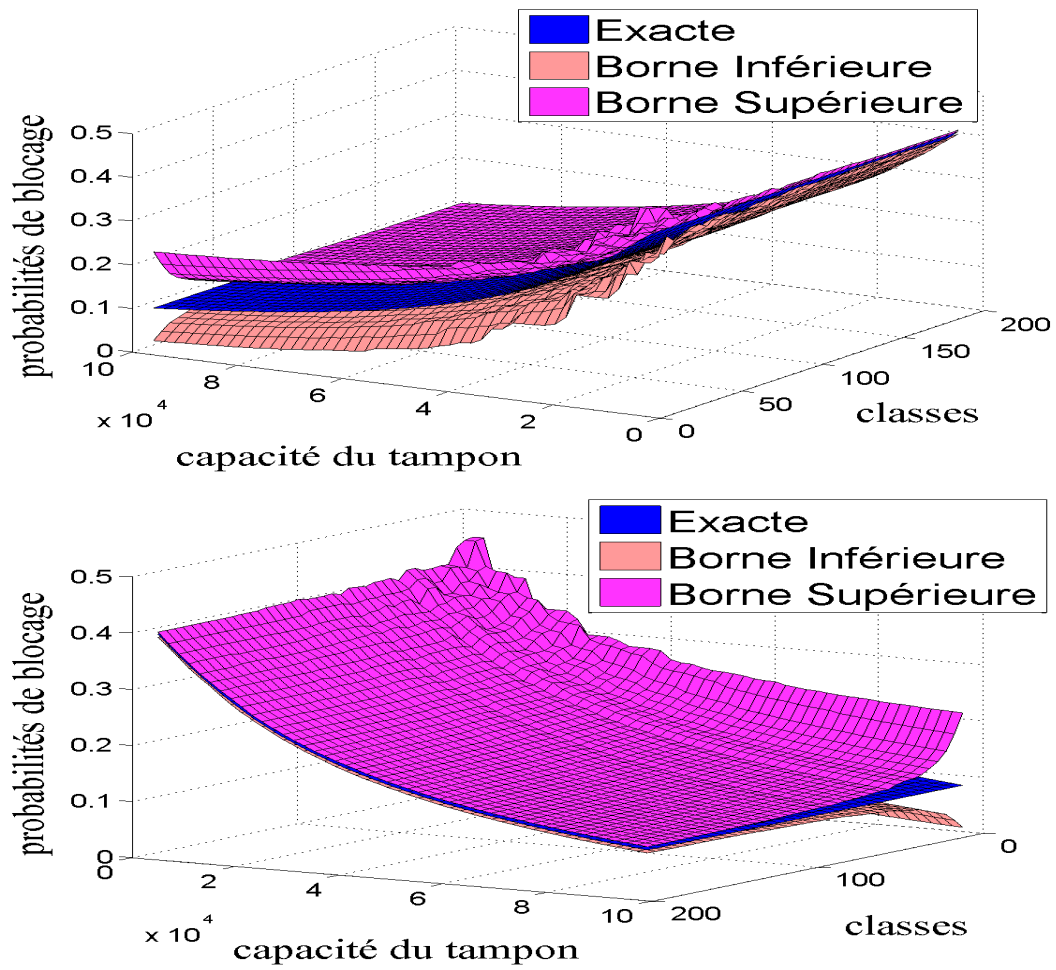 Exacte
Borne Inférieure
Borne Supérieure
probabilités de blocage
0.5
0.4
0.3
0.2
0.1
0
10
8
6
4
2
0
x 10^4
capacité du tampon
0
50
100
150
200
classes
Exacte
Borne Inférieure
Borne Supérieure
probabilités de blocage
0.5
0.4
0.3
0.2
0.1
0
0
2
4
6
8
10
x 10^4
capacité du tampon
200
100
0
classes